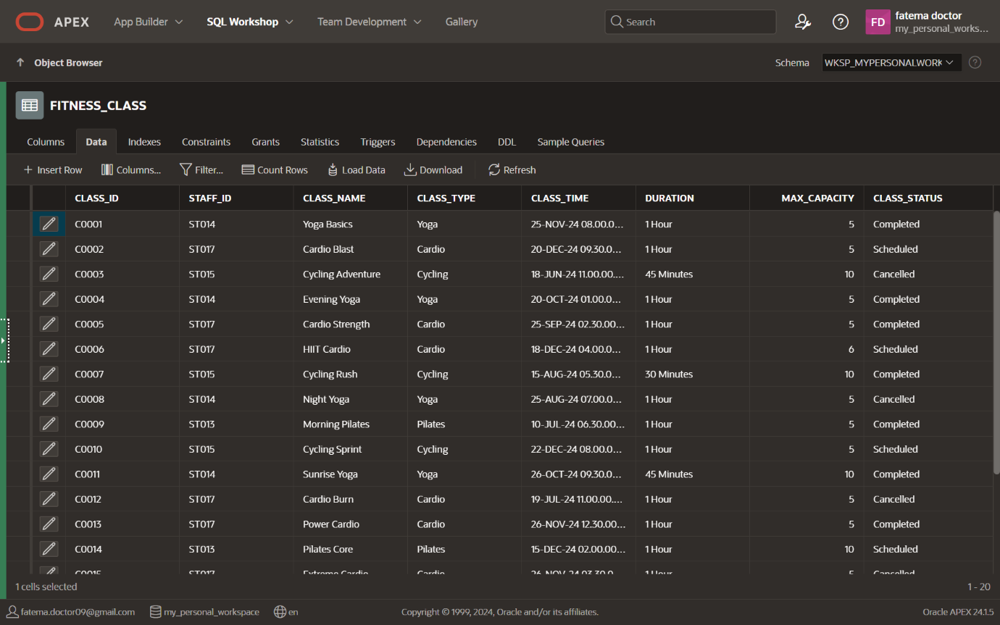 APEX App Builder SQL Workshop Team Development Gallery Search FD fatema doctor
my_personal_works...
Object Browser Schema WKSP_MYPERSONALWORK
FITNESS_CLASS
Columns Data Indexes Constraints Grants Statistics Triggers Dependencies DDL Sample Queries
Insert Row Columns... Filter... Count Rows Load Data Download Refresh
CLASS_ID STAFF_ID CLASS_NAME CLASS_TYPE CLASS_TIME DURATION MAX_CAPACITY CLASS_STATUS
C0001 ST014 Yoga Basics Yoga 25-NOV-24 08.00.0... 1 Hour 5 Completed
C0002 ST017 Cardio Blast Cardio 20-DEC-24 09.30.0... 1 Hour 5 Scheduled
C0003 ST015 Cycling Adventure Cycling 18-JUN-24 11.00.00.... 45 Minutes 10 Cancelled
C0004 ST014 Evening Yoga Yoga 20-OCT-24 01.00.0... 1 Hour 5 Completed
C0005 ST017 Cardio Strength Cardio 25-SEP-24 02.30.00... 1 Hour 5 Completed
C0006 ST017 HIIT Cardio Cardio 18-DEC-24 04.00.0... 1 Hour 6 Scheduled
C0007 ST015 Cycling Rush Cycling 15-AUG-24 05.30.0... 30 Minutes 10 Completed
C0008 ST014 Night Yoga Yoga 25-AUG-24 07.00.0... 1 Hour 5 Cancelled
C0009 ST013 Morning Pilates Pilates 10-JUL-24 06.30.00... 1 Hour 5 Completed
C0010 ST015 Cycling Sprint Cycling 22-DEC-24 08.00.0... 1 Hour 5 Scheduled
C0011 ST014 Sunrise Yoga Yoga 26-OCT-24 09.30.0... 45 Minutes 10 Completed
C0012 ST017 Cardio Burn Cardio 19-JUL-24 11.00.00.... 1 Hour 5 Cancelled
C0013 ST017 Power Cardio Cardio 26-NOV-24 12.30.00... 1 Hour 5 Completed
C0014 ST013 Pilates Core Pilates 15-DEC-24 02.00.00... 1 Hour 10 Scheduled
C0015 ST017 Extreme Cardio Cardio 26-NOV-24 03.30.0... 1 Hour 5 Cancelled
1 cells selected 1 - 20
fatema.doctor09@gmail.com my_personal_workspace en Copyright © 1999, 2024, Oracle and/or its affiliates. Oracle APEX 24.1.5